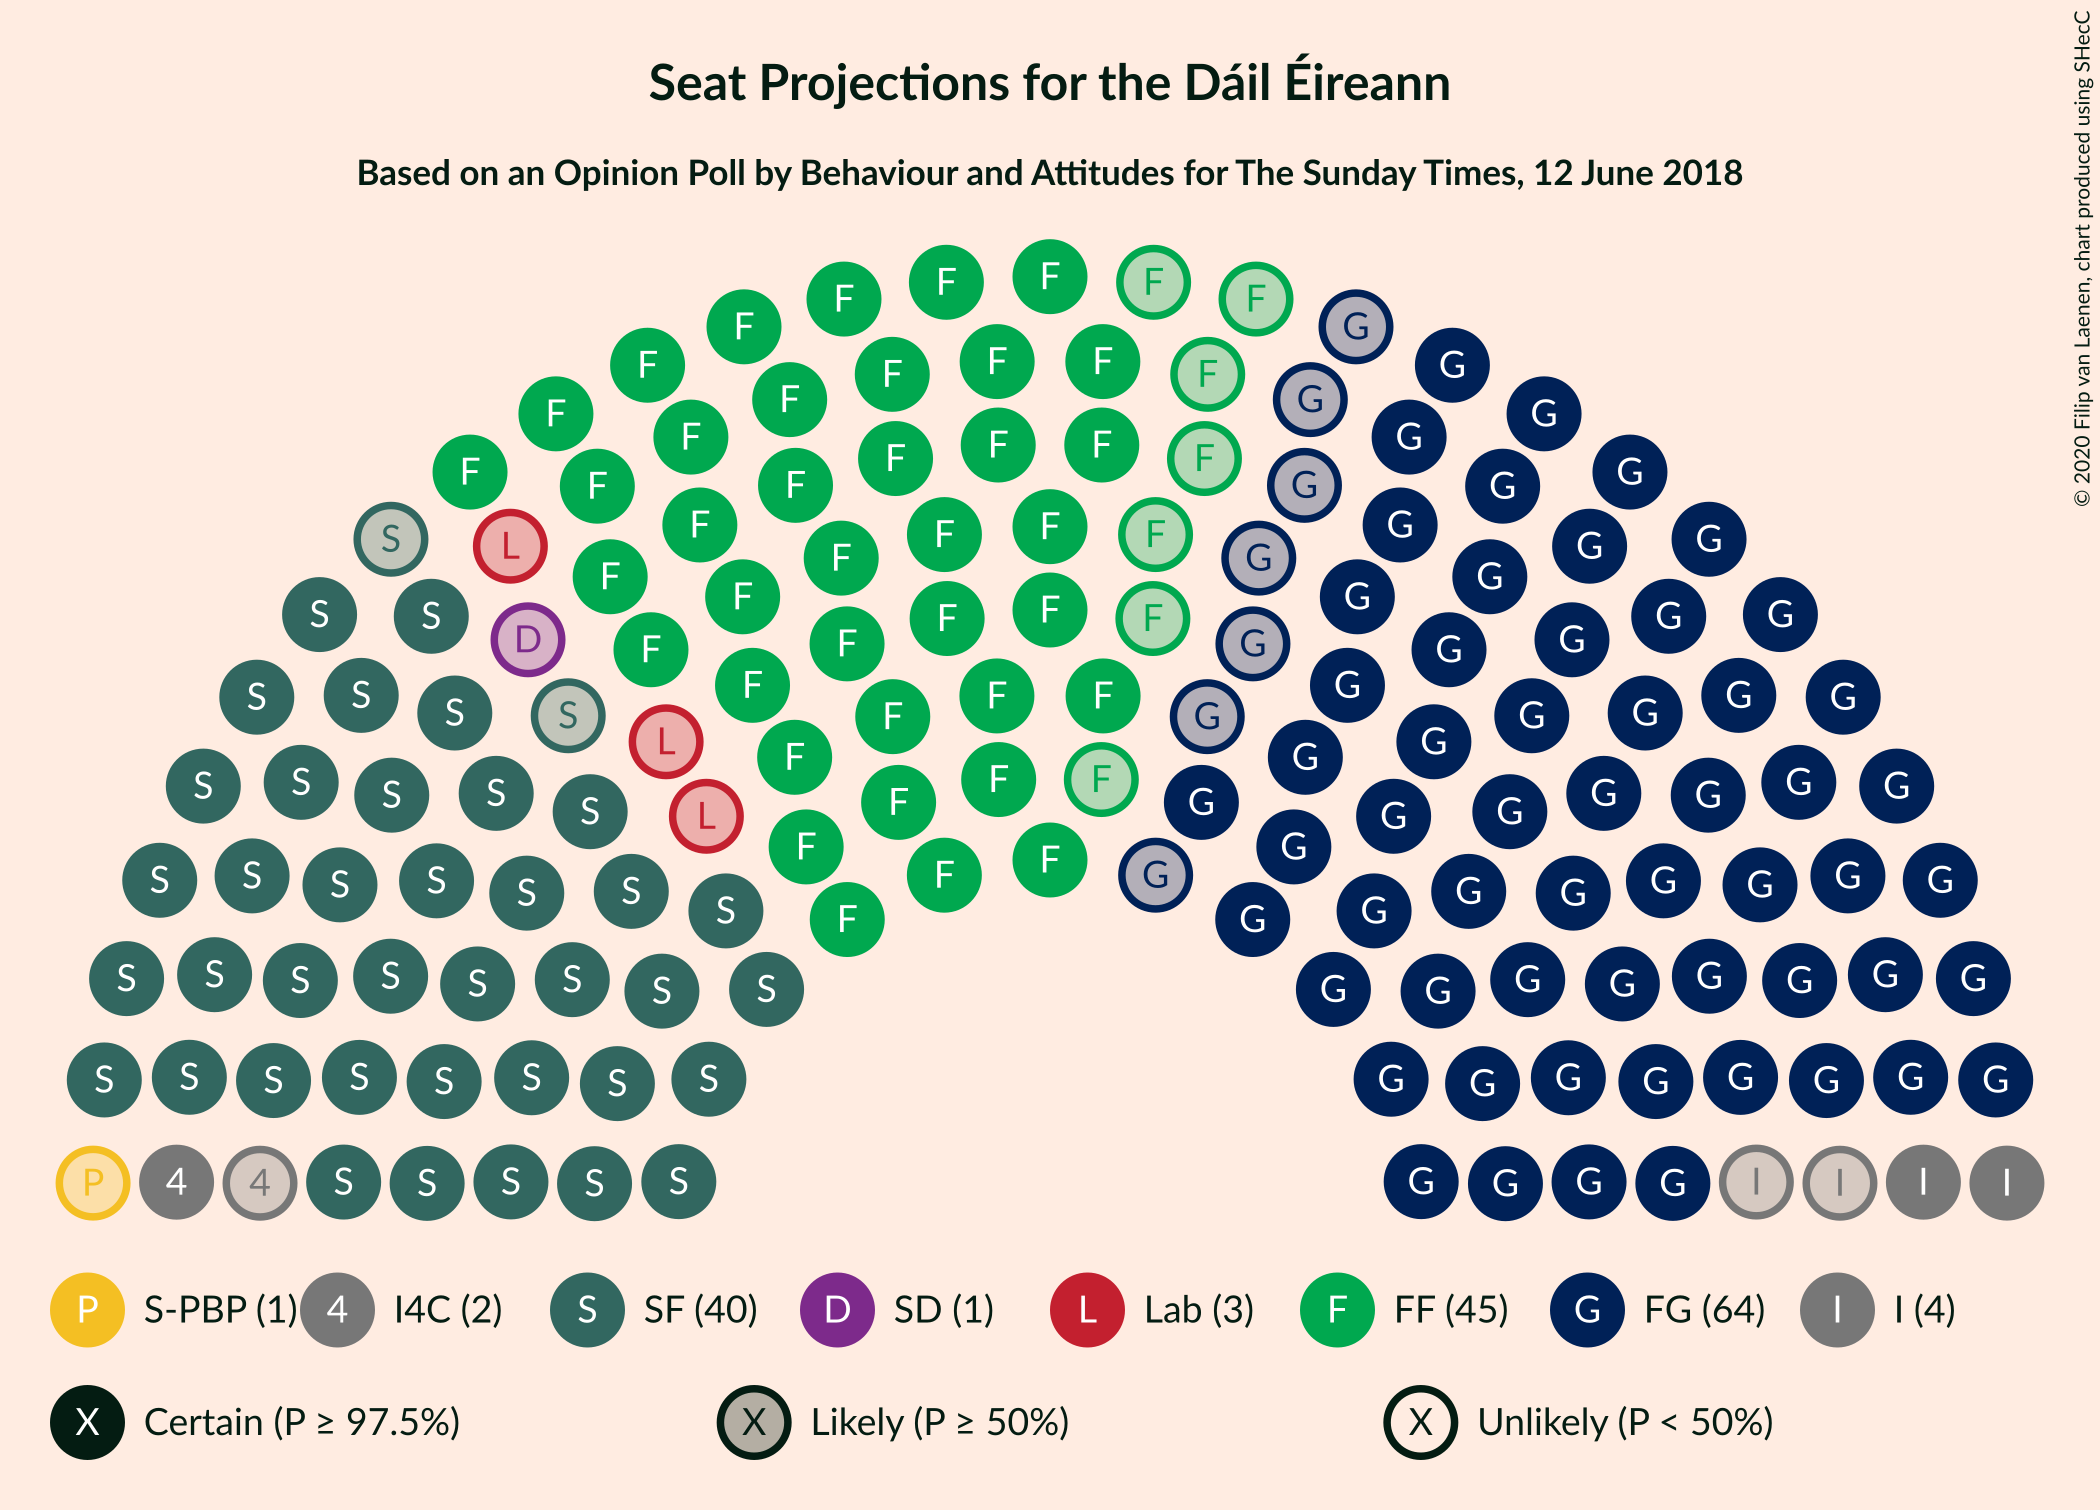 Seat Projections for the Dáil Éireann
Based on an Opinion Poll by Behaviour and Attitudes for The Sunday Times, 12 June 2018
© 2020 Filip van Laenen, chart produced using SHecC
F F F F F
F G
F F F F F G
F F G G
F F F F F G
F F F G G G
S L F F F F G G G
F F F G G G
S S D F F F F F G G G G G
S S S S F F F F G G G G G G
L F G G
S S S S S L F F F G G G G G G G
F F G
S S S S S S S F F G G G G G G G G G
S S S S S S S S G G G G G G G G
S S S S S S S S G G G G G G G G
P 4 4 S S S S S G G G G I I I I
P S-PBP (1) 4 I4C (2) S SF (40) D SD (1) L Lab (3) F FF (45) G FG (64) I I (4)
X Certain (P ≥ 97.5%) X Likely (P ≥ 50%) X Unlikely (P < 50%)